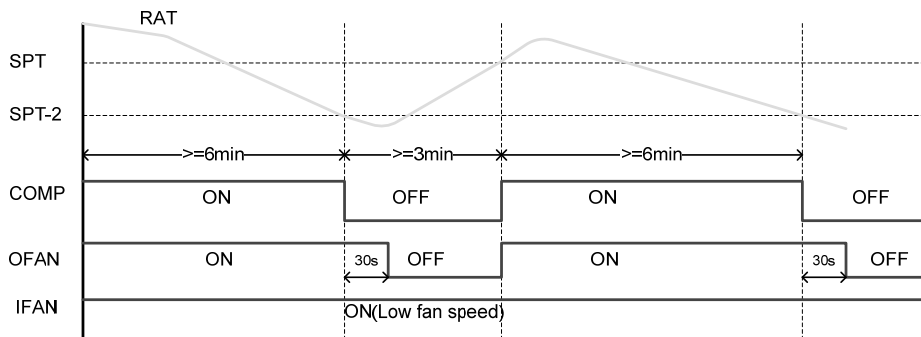 RAT
SPT
SPT-2
>=6min >=3min >=6min
COMP ON OFF ON OFF
OFAN ON 30s OFF ON 30s OFF
IFAN ON(Low fan speed)